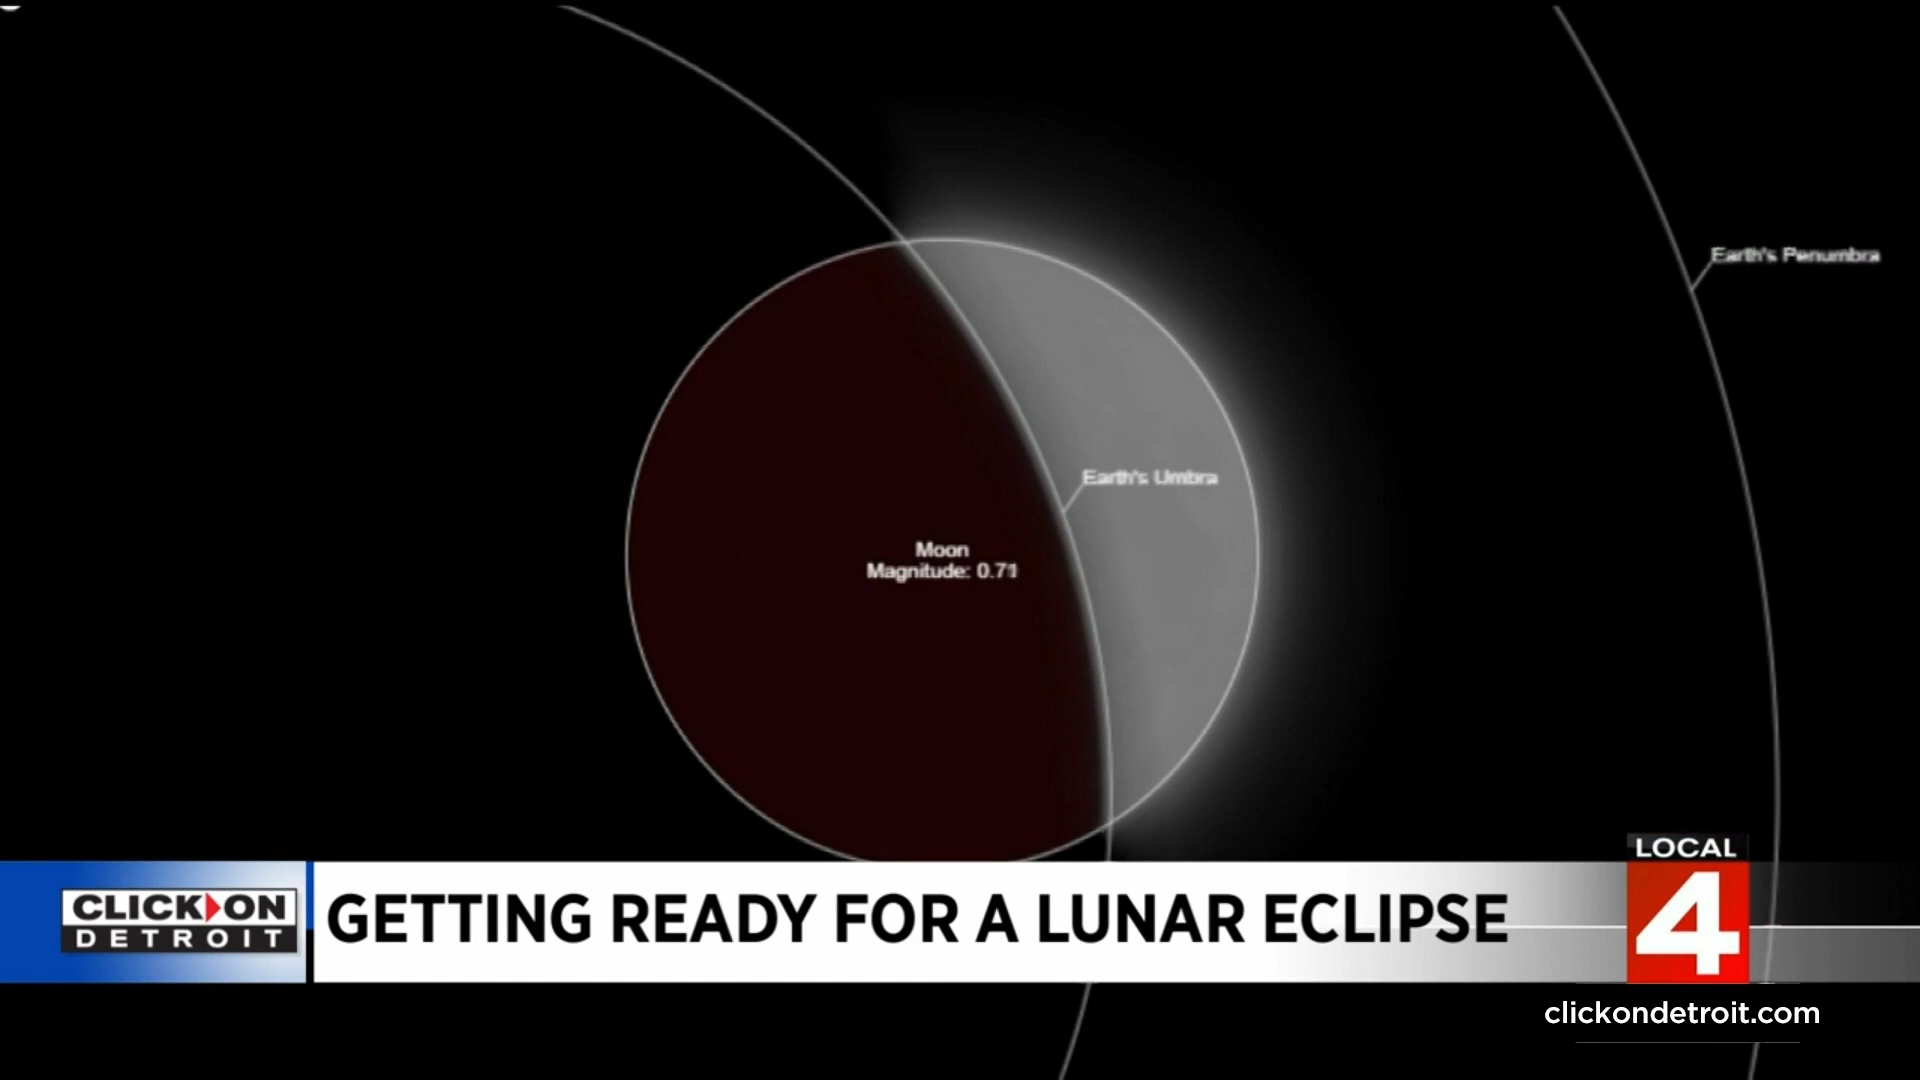 Earth's Penumbra
Earth's Umbra
Moon
Magnitude: 0.71
LOCAL
4
CLICK ON
DETROIT
GETTING READY FOR A LUNAR ECLIPSE
clickondetroit.com